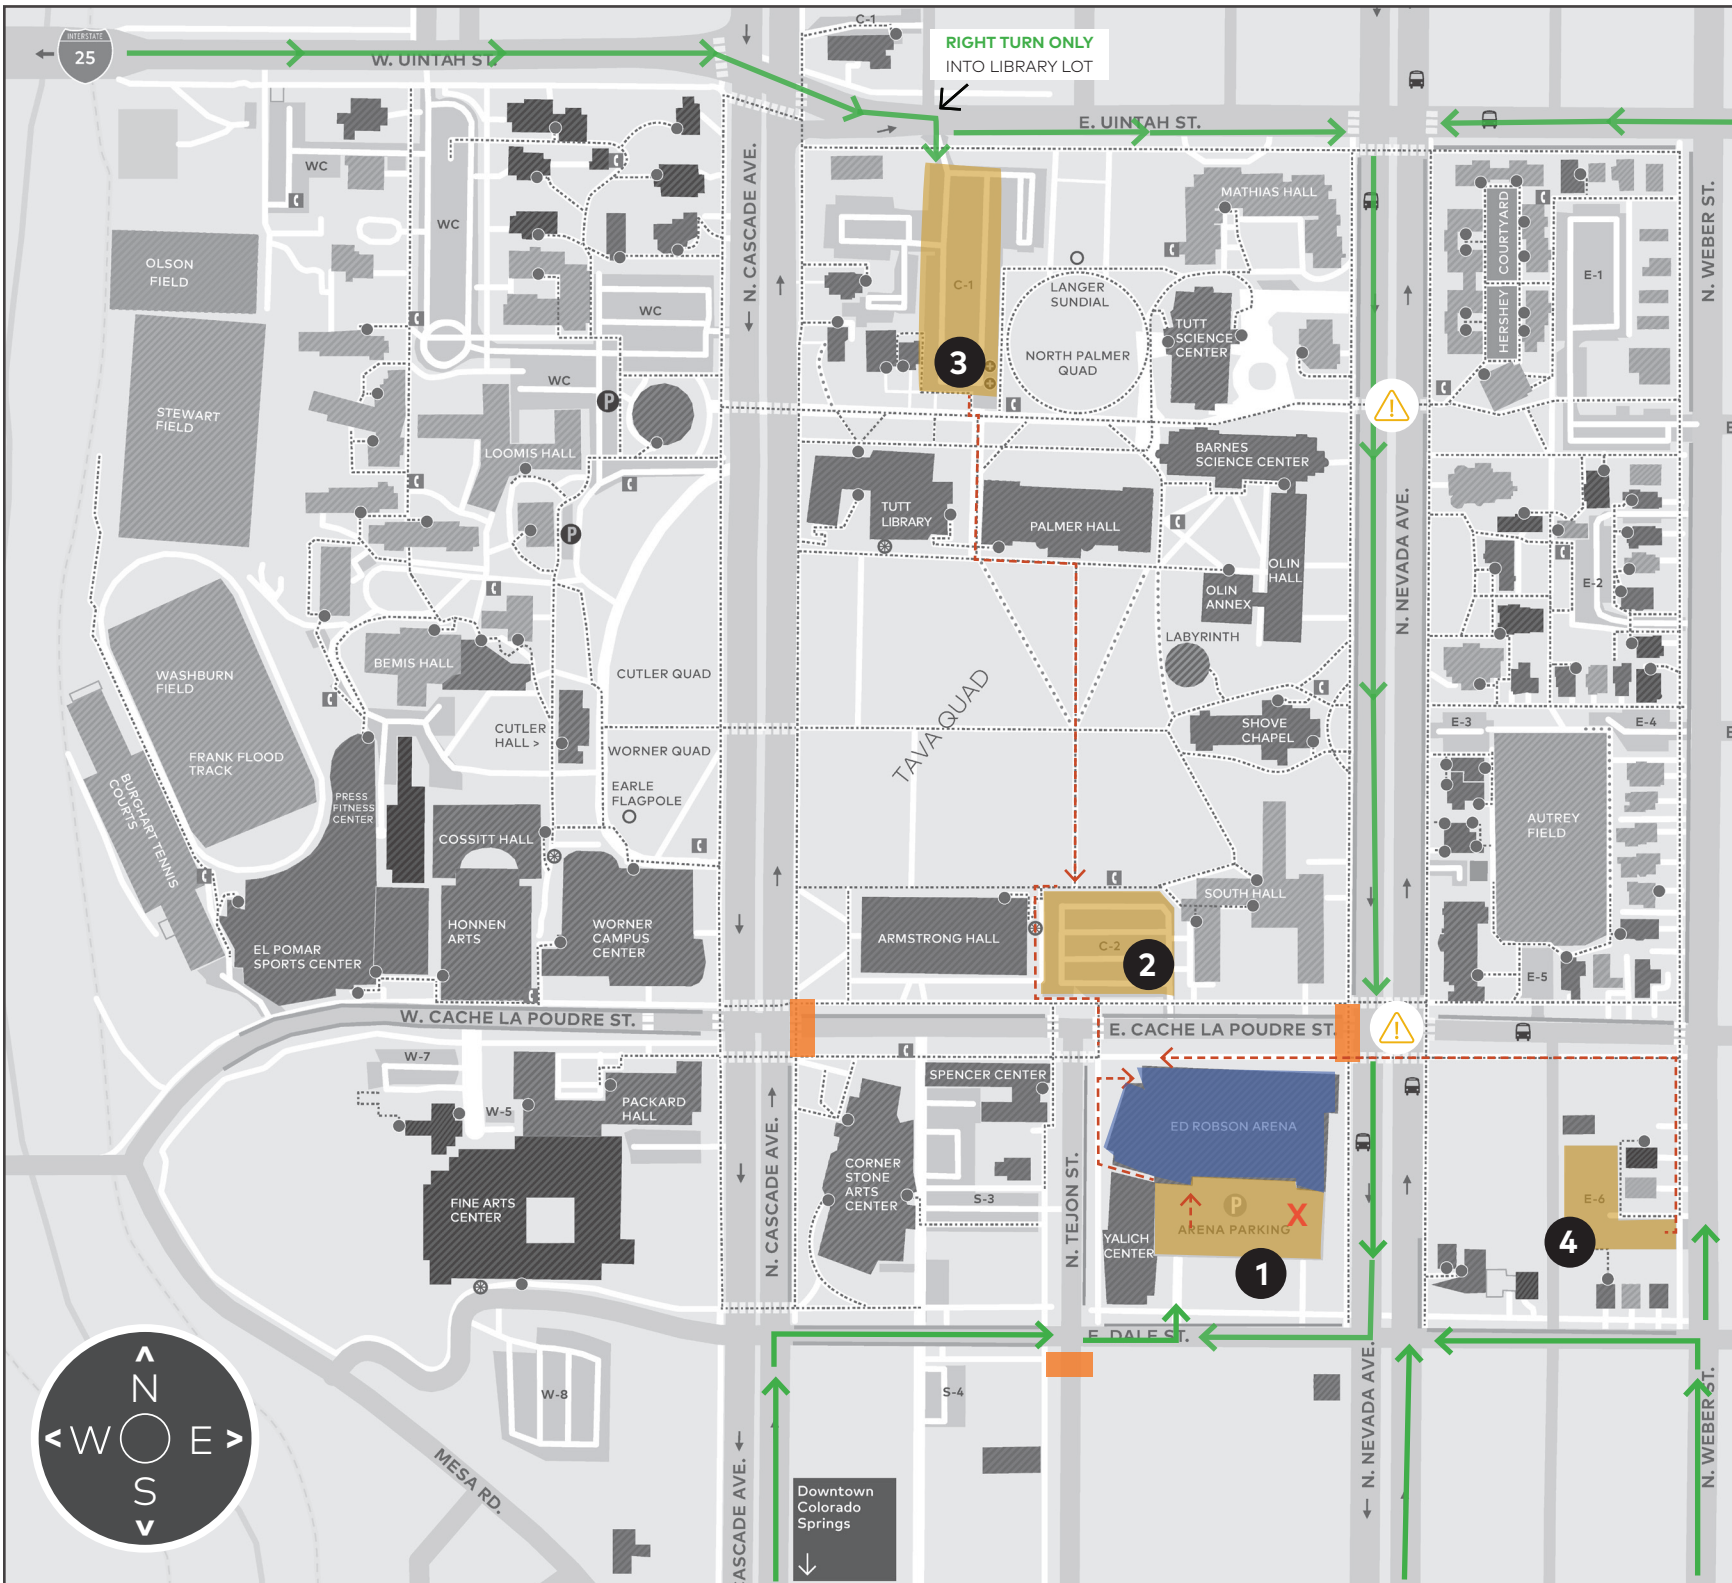 C-1
INTERSTATE
25
W. UINTAH ST.
RIGHT TURN ONLY
INTO LIBRARY LOT
E. UINTAH ST.
WC
WC
WC
WC
N. CASCADE AVE.
MATHIAS HALL
HERSHEY COURTYARD
N. WEBER ST.
OLSON
FIELD
C-1
LANGER
SUNDIAL
E-1
TUTT
SCIENCE
CENTER
NORTH PALMER
QUAD
3
P
STEWART
FIELD
LOOMIS HALL
BARNES
SCIENCE CENTER
TUTT
LIBRARY
PALMER HALL
P
N. NEVADA AVE.
OLIN
HALL
OLIN
ANNEX
E-2
LABYRINTH
BEMIS HALL
WASHBURN
FIELD
CUTLER QUAD
TAVA QUAD
CUTLER
HALL >
WORNER QUAD
SHOVE
CHAPEL
E-3
E-4
FRANK FLOOD
TRACK
BURGHART TENNIS
COURTS
PRESS
FITNESS
CENTER
EARLE
FLAGPOLE
COSSITT HALL
AUTREY
FIELD
SOUTH HALL
HONNEN
ARTS
WORNER
CAMPUS
CENTER
ARMSTRONG HALL
C-2
2
EL POMAR
SPORTS CENTER
E-5
W. CACHE LA POUDRE ST.
E. CACHE LA POUDRE ST.
W-7
SPENCER CENTER
W-5
PACKARD
HALL
ED ROBSON ARENA
CORNER
STONE
ARTS
CENTER
FINE ARTS
CENTER
S-3
N. TEJON ST.
N. CASCADE AVE.
P
X
ARENA PARKING
YALICH
CENTER
1
E-6
4
E. DALE ST.
N
W E
S
W-8
S-4
MESA RD.
N. NEVADA AVE.
N. WEBER ST.
CASCADE AVE.
Downtown
Colorado
Springs